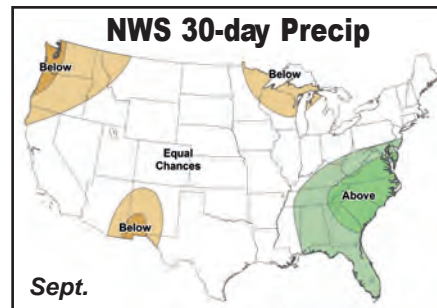 NWS 30-day Precip
Below
Below
Equal
Chances
Above
Below
Sept.